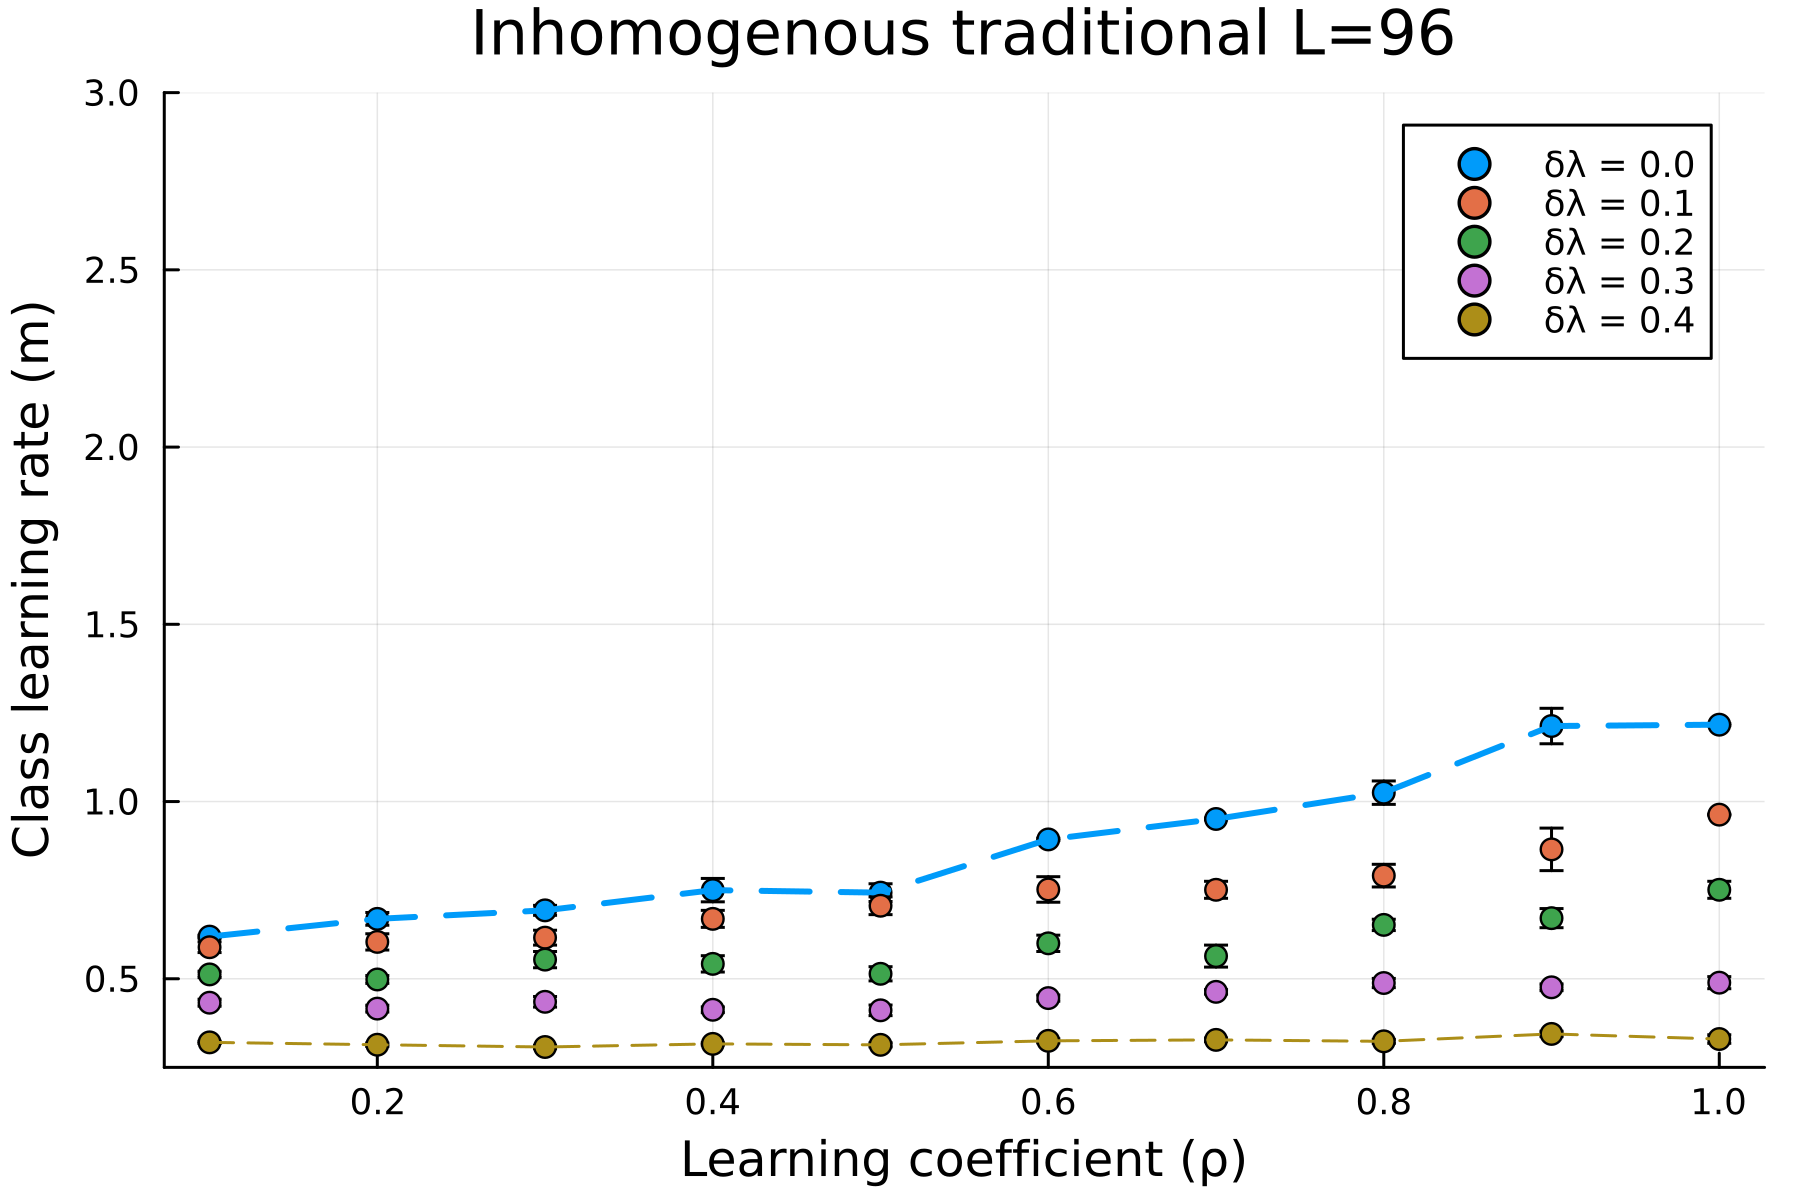 Inhomogenous traditional L=96
Class learning rate (m)
3.0
2.5
2.0
1.5
1.0
0.5
δλ = 0.0
δλ = 0.1
δλ = 0.2
δλ = 0.3
δλ = 0.4
0.2 0.4 0.6 0.8 1.0
Learning coefficient (ρ)